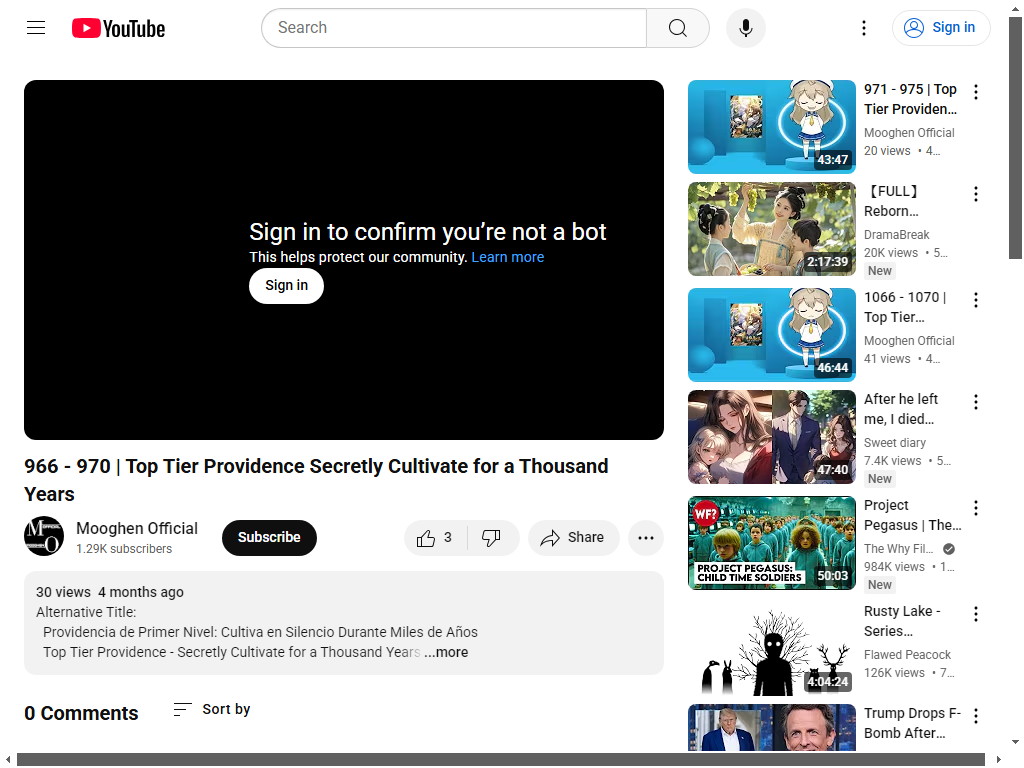 YouTube
Search
Sign in
Sign in to confirm you're not a bot
This helps protect our community. Learn more
Sign in
966 - 970 | Top Tier Providence Secretly Cultivate for a Thousand
Years
Mooghen Official
1.29K subscribers
Subscribe
3
Share
30 views 4 months ago
Alternative Title:
Providencia de Primer Nivel: Cultiva en Silencio Durante Miles de Años
Top Tier Providence - Secretly Cultivate for a Thousand Years ...more
0 Comments
Sort by
43:47
971 - 975 | Top
Tier Providen...
Mooghen Official
20 views • 4...
2:17:39
【FULL】
Reborn...
DramaBreak
20K views • 5...
New
46:44
1066 - 1070 |
Top Tier...
Mooghen Official
41 views • 4...
47:40
After he left
me, I died...
Sweet diary
7.4K views • 5...
New
WF?
PROJECT PEGASUS:
CHILD TIME SOLDIERS
50:03
Project
Pegasus | The...
The Why Fil...
984K views • 1...
New
4:04:24
Rusty Lake -
Series...
Flawed Peacock
126K views • 7...
Trump Drops F-
Bomb After...